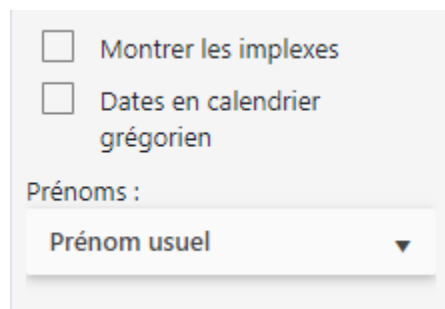 Montrer les implexes
Dates en calendrier
grégorien
Prénoms :
Prénom usuel